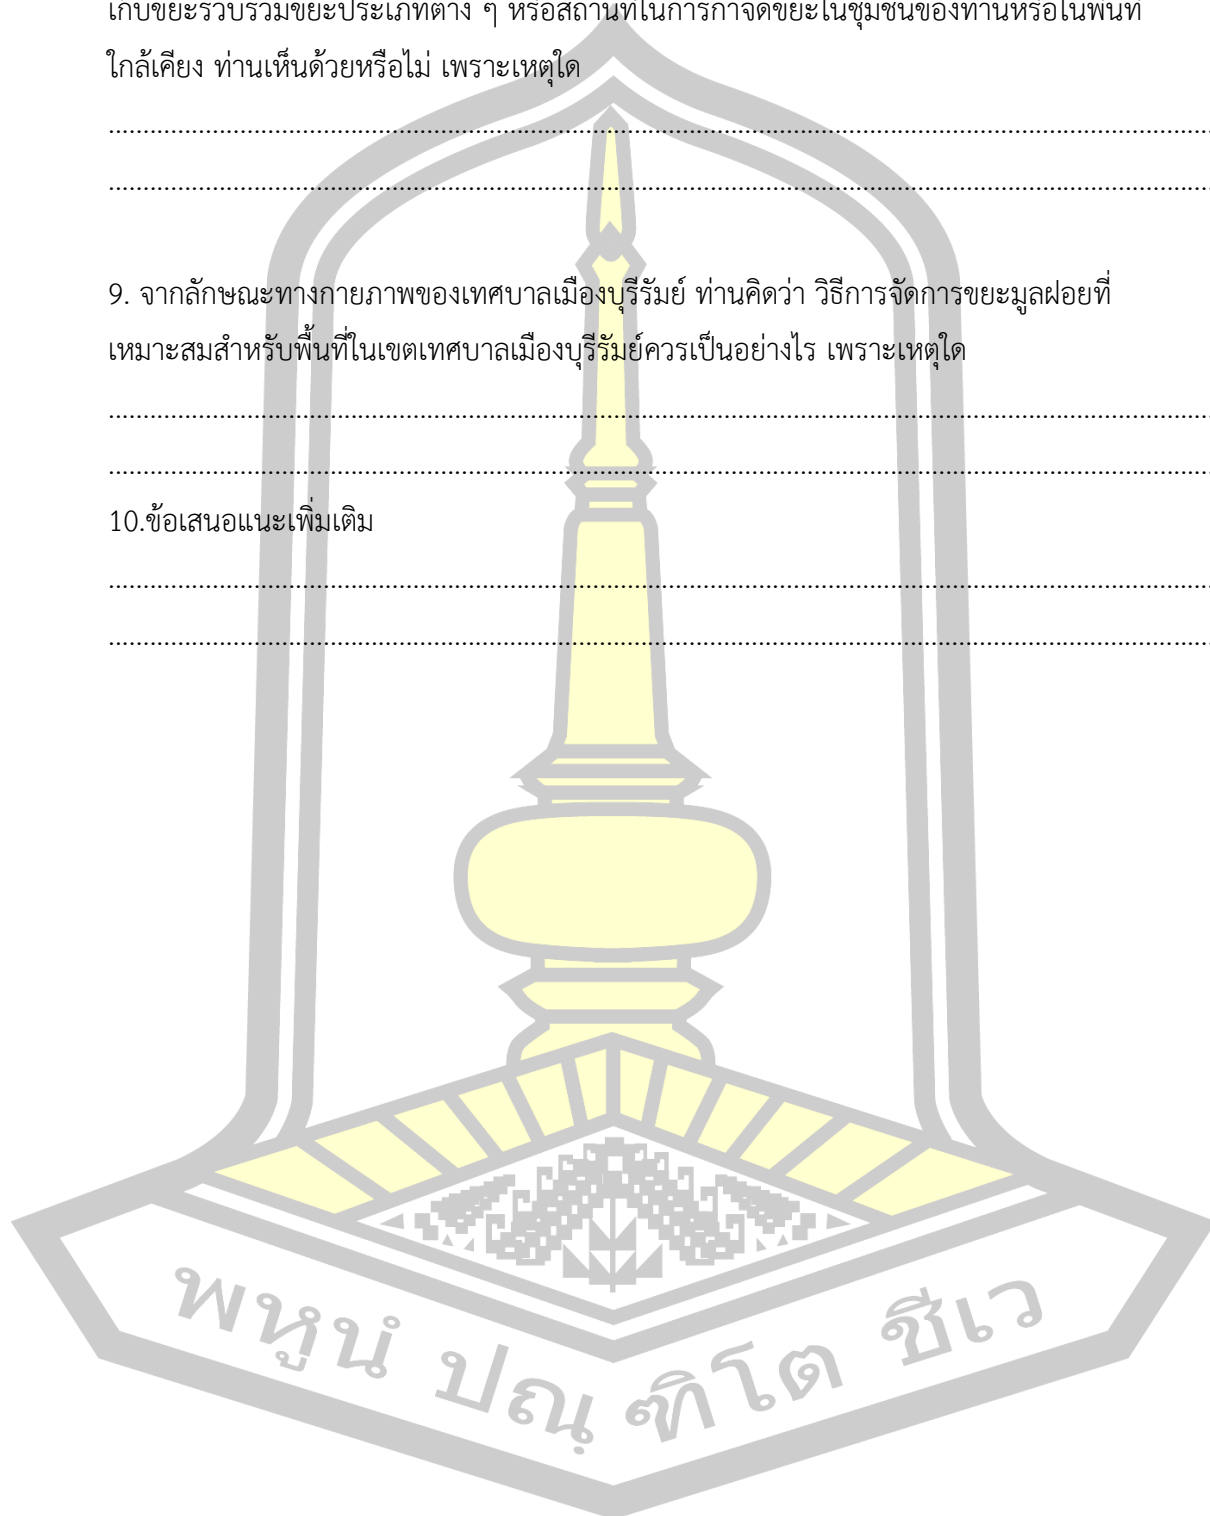 เก็บขยะรวบรวมขยะประเภทต่าง ๆ หรือสถานที่ในการกำจัดขยะในชุมชนของท่านหรือในพื้นที่
ใกล้เคียง ท่านเห็นด้วยหรือไม่ เพราะเหตุใด
9. จากลักษณะทางกายภาพของเทศบาลเมืองบุรีรัมย์ ท่านคิดว่า วิธีการจัดการขยะมูลฝอยที่
เหมาะสมสำหรับพื้นที่ในเขตเทศบาลเมืองบุรีรัมย์ควรเป็นอย่างไร เพราะเหตุใด
10.ข้อเสนอแนะเพิ่มเติม
พหูนํ ปณฺ ฑิโต ชีเว